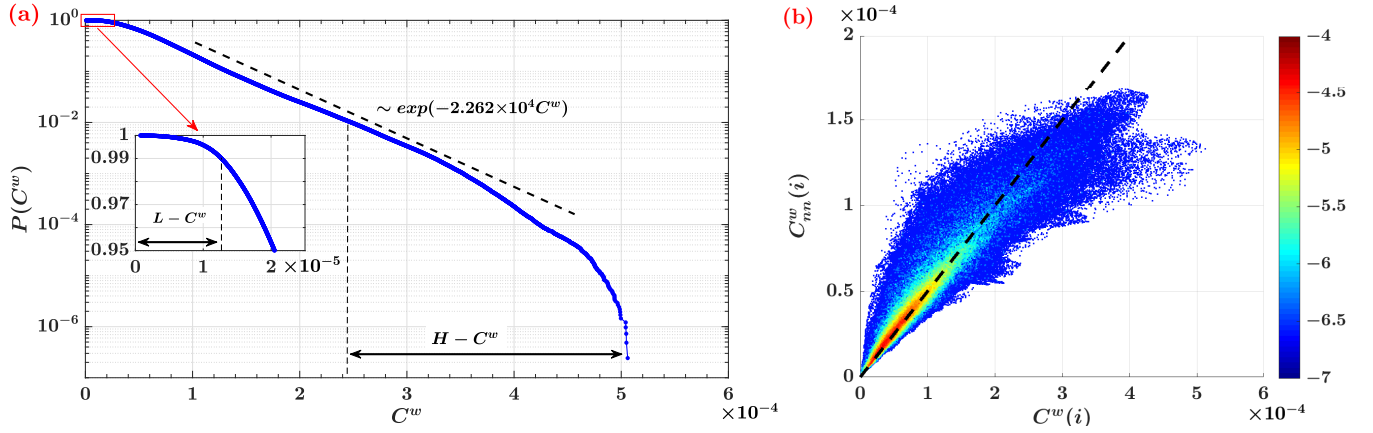 (a)
10^0
10^-2
10^-4
10^-6
P(C^w)
∼ exp(−2.262×10^4C^w)
1
0.99
0.97
0.95
L − C^w
0 1 2 ×10^-5
H − C^w
0 1 2 3 4 5 6
×10^-4
C^w
(b)
×10^-4
2
1.5
1
0.5
0
C^w_nn(i)
0 1 2 3 4 5 6
×10^-4
C^w(i)
−4
−4.5
−5
−5.5
−6
−6.5
−7